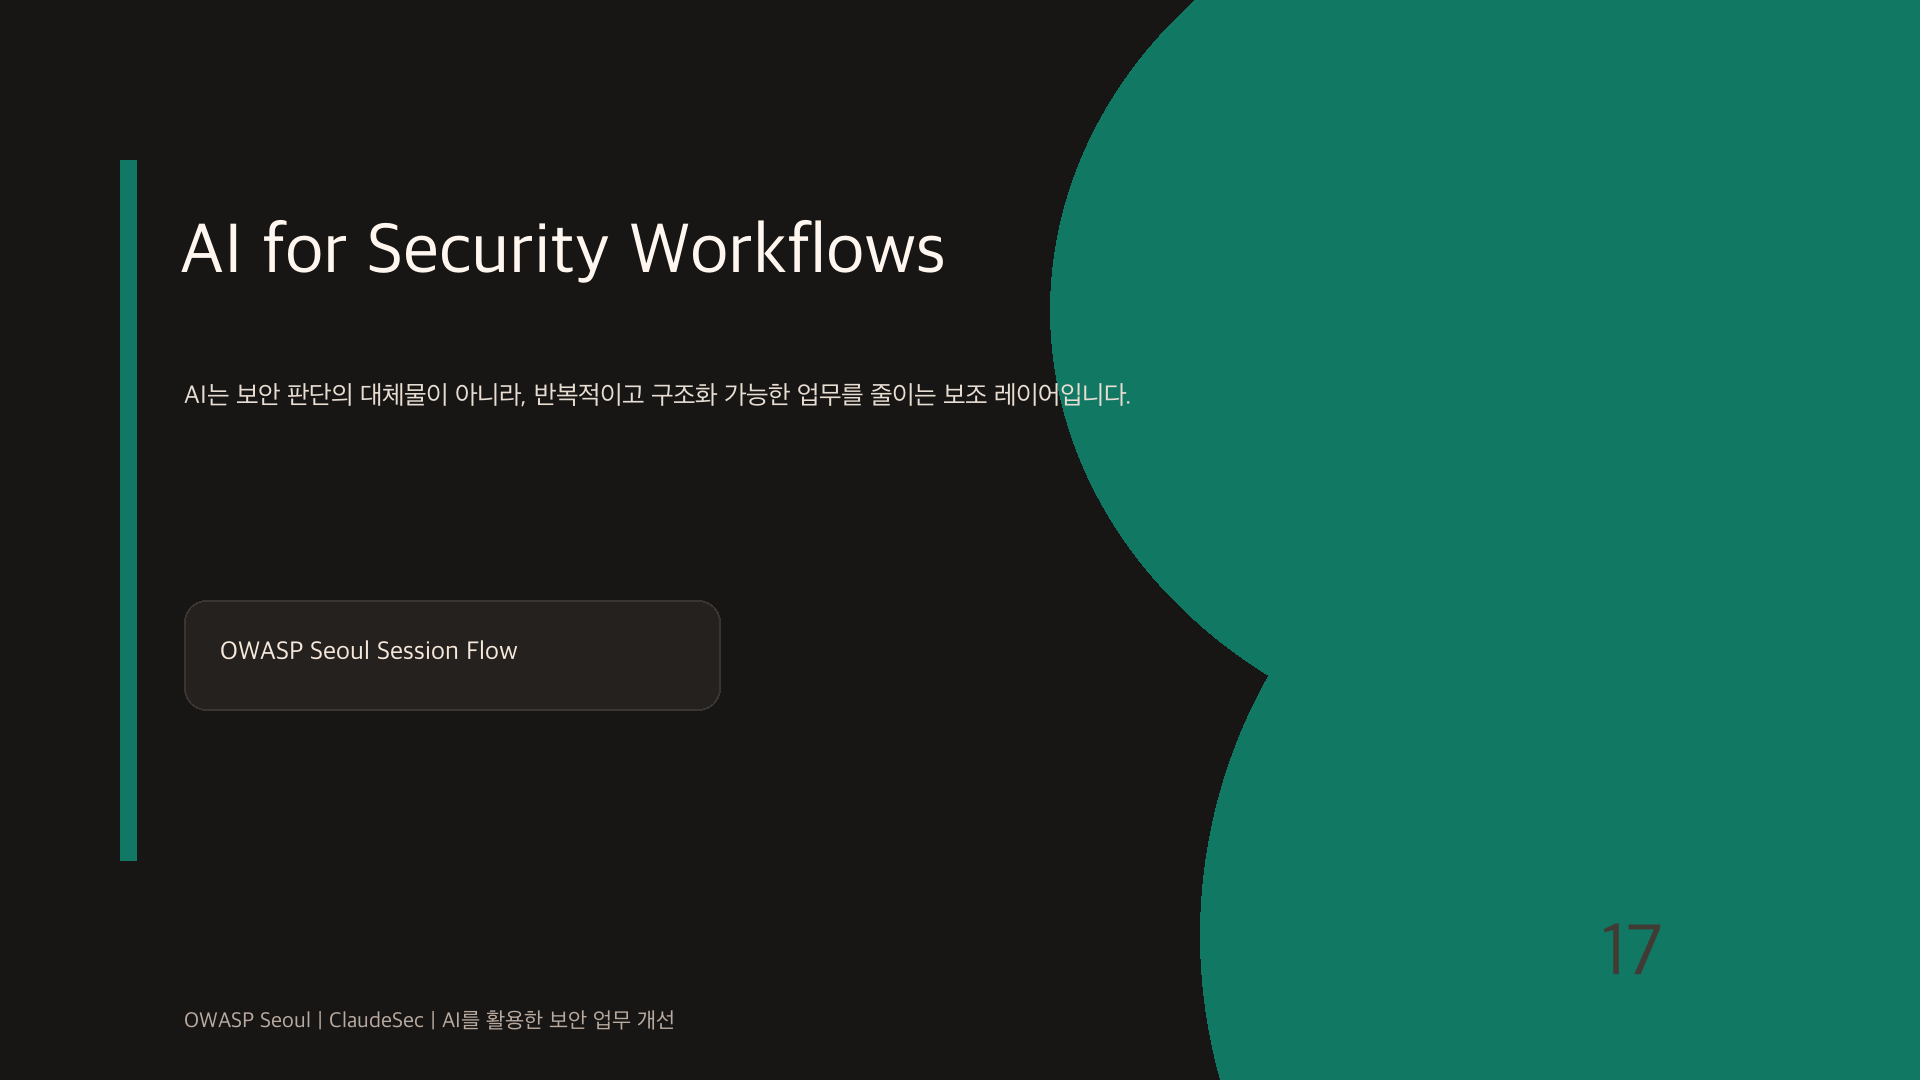 AI for Security Workflows
AI는 보안 판단의 대체물이 아니라, 반복적이고 구조화 가능한 업무를 줄이는 보조 레이어입니다.
OWASP Seoul Session Flow
17
OWASP Seoul | ClaudeSec | AI를 활용한 보안 업무 개선